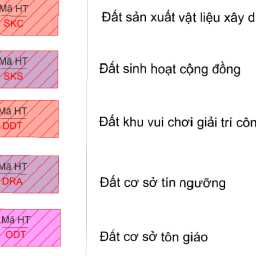 Mã HT
SKC
Đất sản xuất vật liệu xây d
Mã HT
SKS
Đất sinh hoạt cộng đồng
Mã HT
DDT
Đất khu vui chơi giải trí côn
Mã HT
DRA
Đất cơ sở tín ngưỡng
Mã HT
ODT
Đất cơ sở tôn giáo